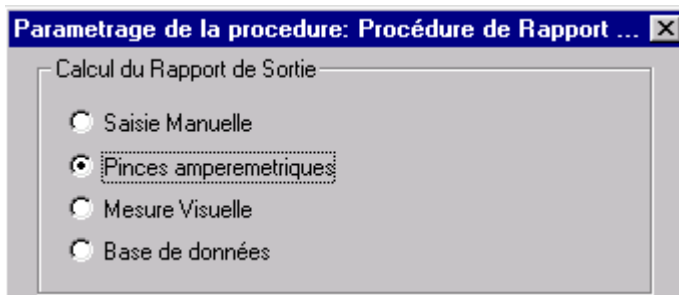 Parametrage de la procedure: Procédure de Rapport ...
Calcul du Rapport de Sortie
Saisie Manuelle
Pinces amperemetriques
Mesure Visuelle
Base de données